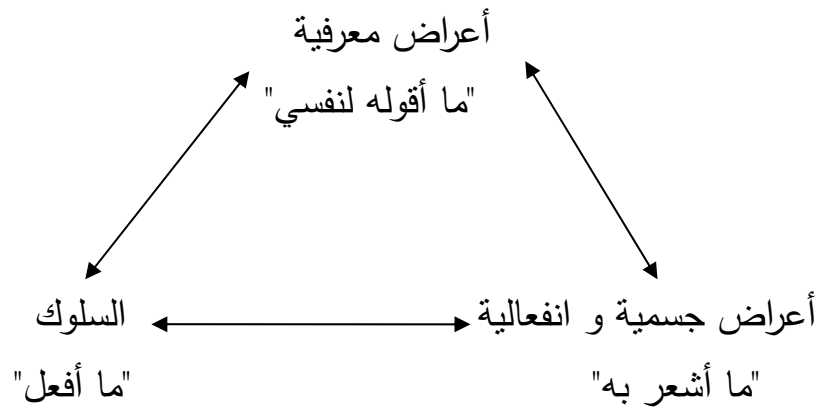 أعراض معرفية
"ما أقوله لنفسي"
أعراض جسمية و انفعالية
"ما أشعر به"
السلوك
"ما أفعل"